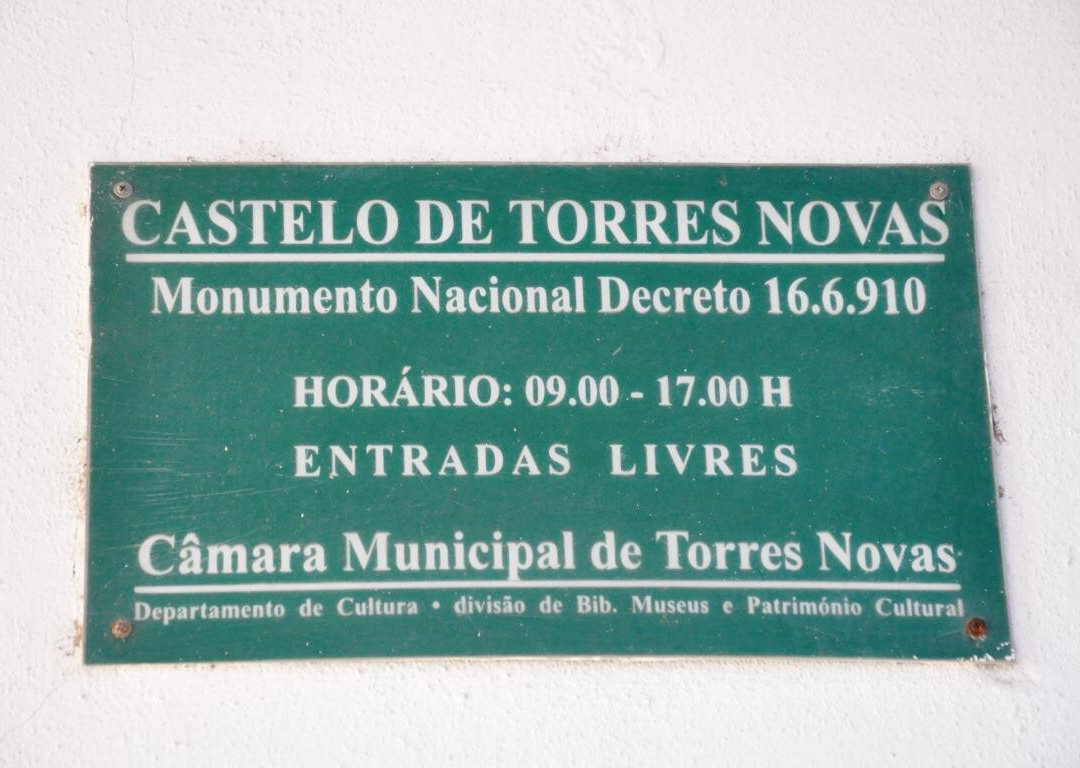 CASTELO DE TORRES NOVAS
Monumento Nacional Decreto 16.6.910
HORÁRIO: 09.00 - 17.00 H
ENTRADAS LIVRES
Câmara Municipal de Torres Novas
Departamento de Cultura • divisão de Bib. Museus e Património Cultural